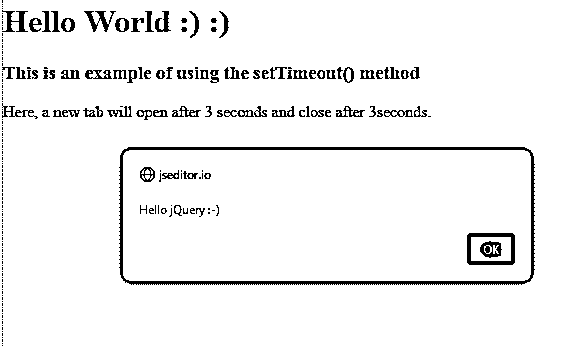 Hello World :) :)
This is an example of using the setTimeout() method
Here, a new tab will open after 3 seconds and close after 3seconds.
jseditor.io
Hello jQuery :-)
OK